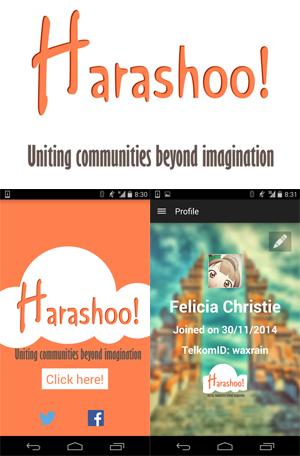 Harashoo!
Uniting communities beyond imagination
8:30
Harashoo!
Uniting communities beyond imagination
Click here!
8:31
Profile
Felicia Christie
Joined on 30/11/2014
TelkomID: waxrain
Harashoo!